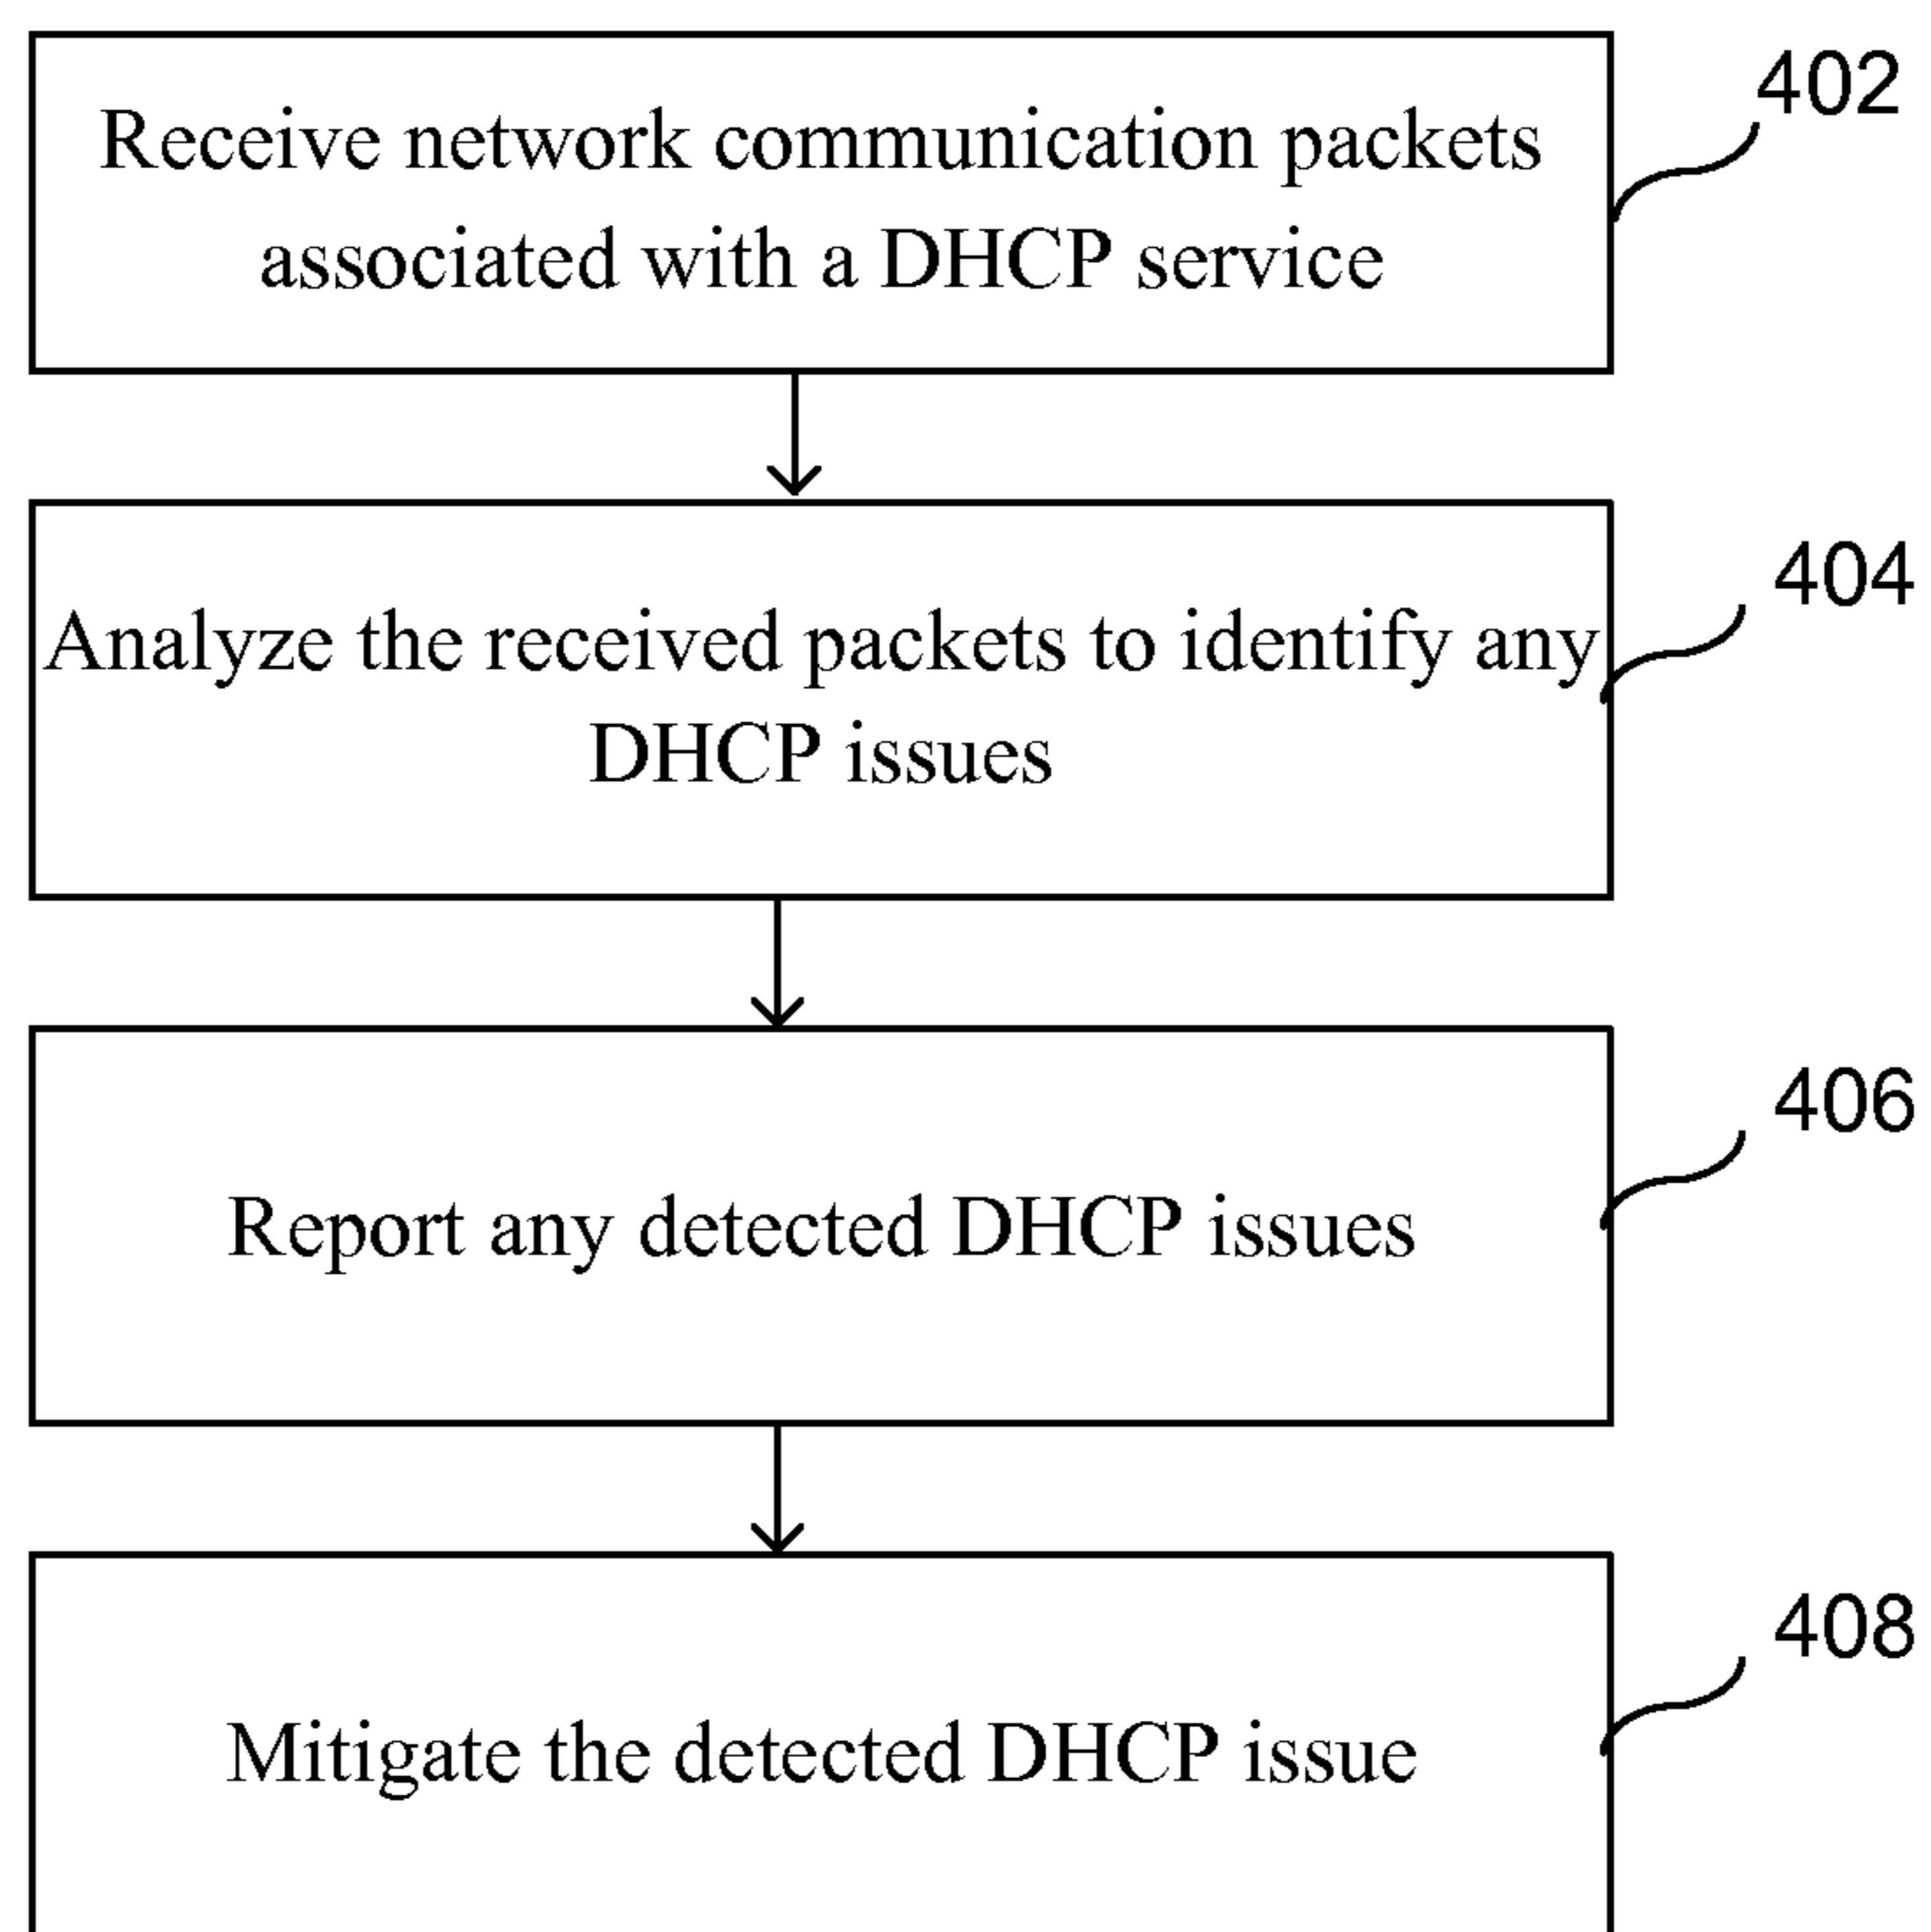 Receive network communication packets
associated with a DHCP service
402
Analyze the received packets to identify any
DHCP issues
404
Report any detected DHCP issues
406
Mitigate the detected DHCP issue
408